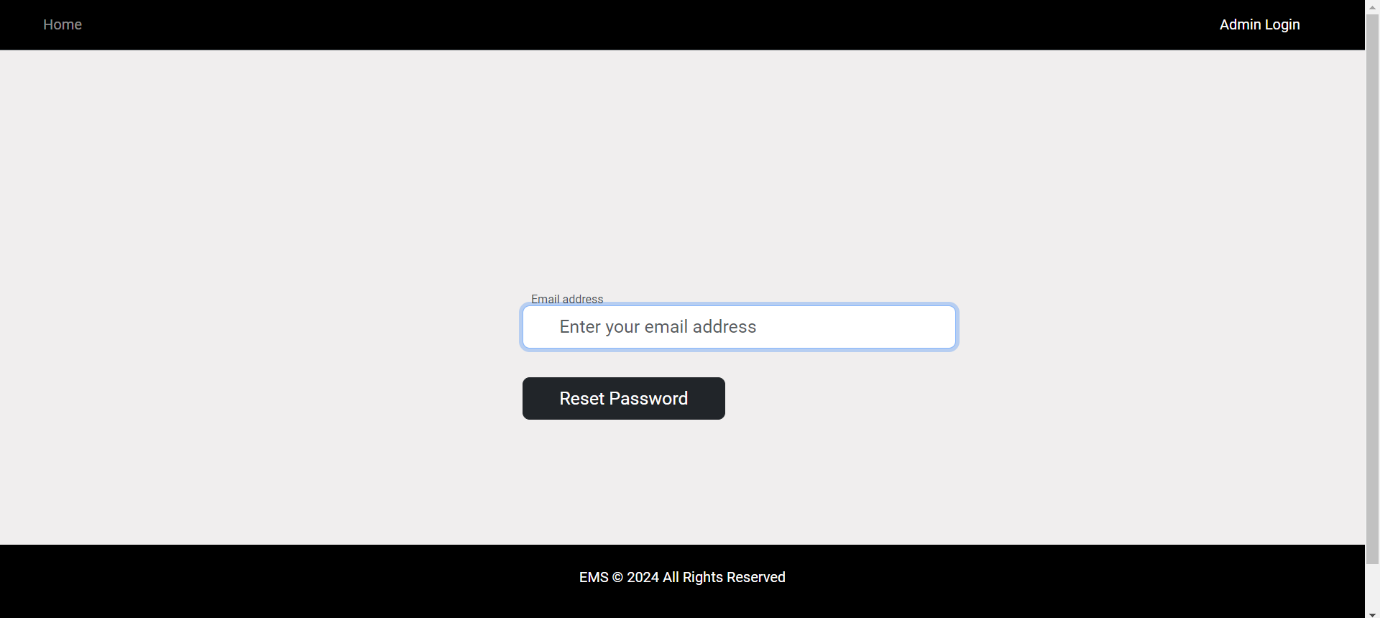 Home
Admin Login
Email address
Enter your email address
Reset Password
EMS © 2024 All Rights Reserved